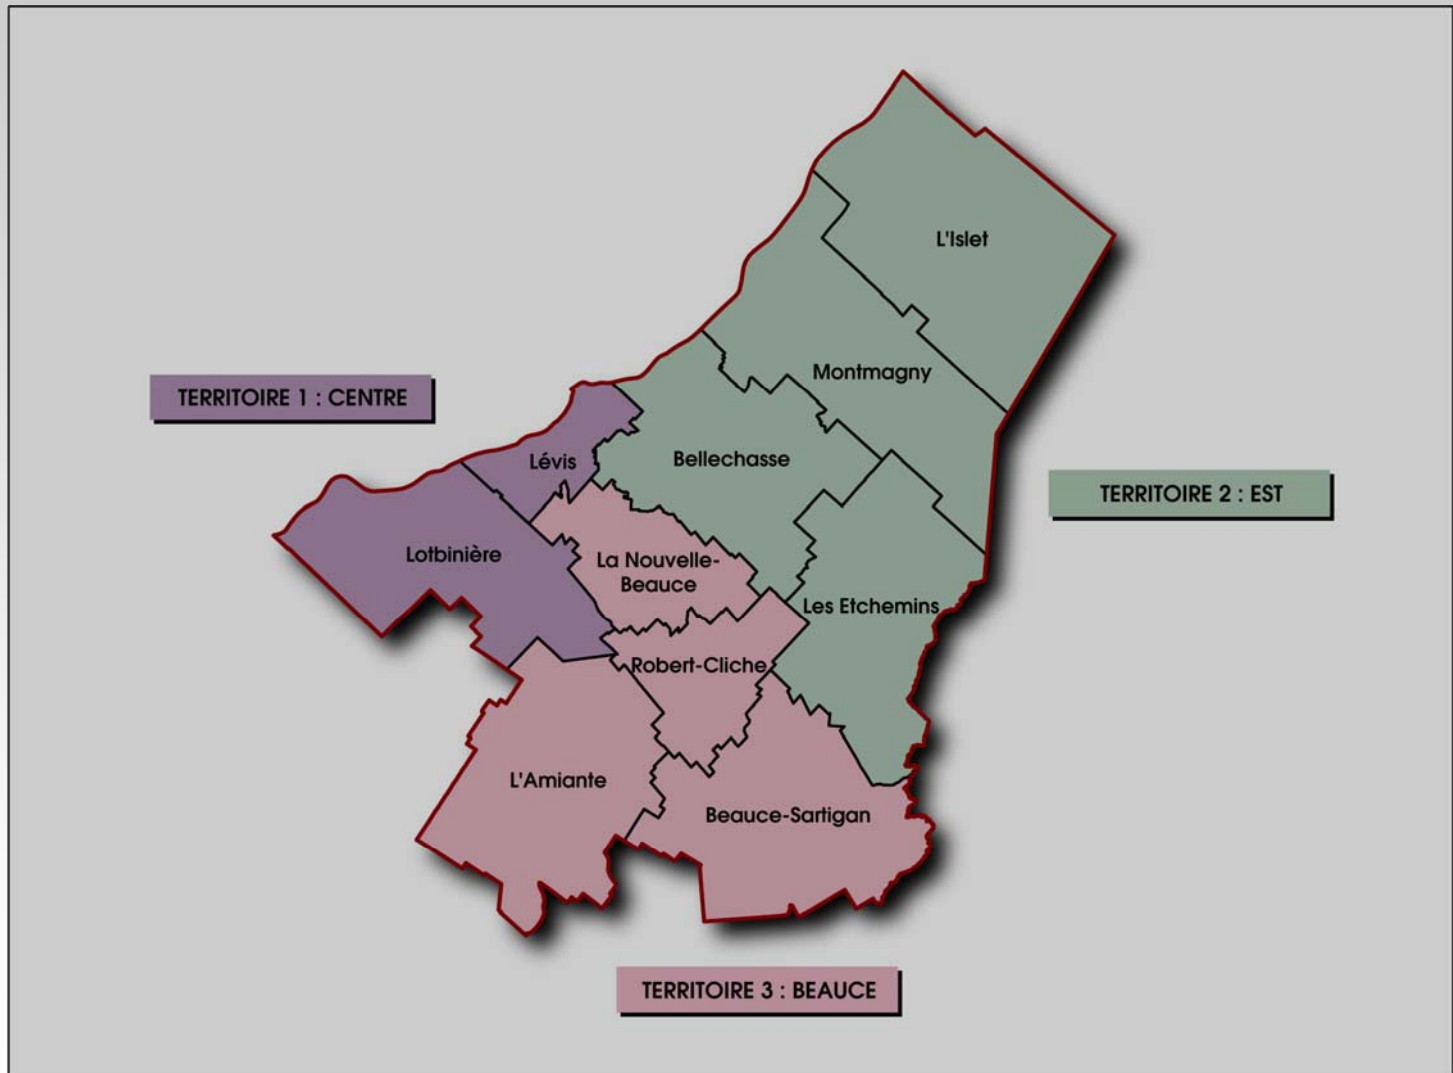 L'Islet
Montmagny
TERRITOIRE 1 : CENTRE
Lévis
Bellechasse
TERRITOIRE 2 : EST
Lotbinière
La Nouvelle-
Beauce
Les Etchemins
Robert-Cliche
L'Amiante
Beauce-Sartigan
TERRITOIRE 3 : BEAUCE